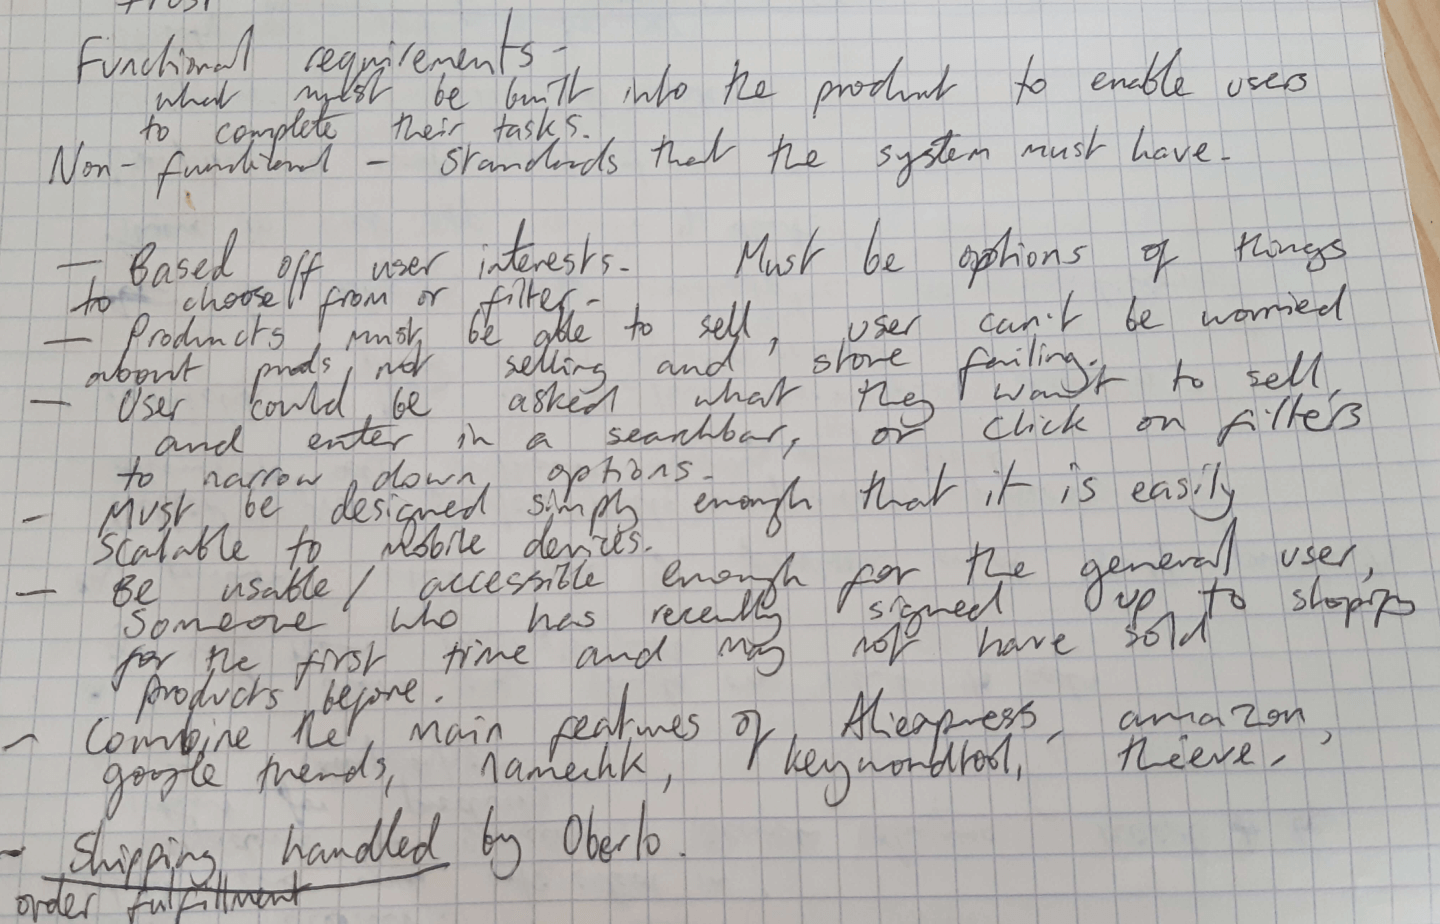 Functional requirements -
what must be built into the product to enable users
to complete their tasks.
Non-functional - Standards that the system must have.
- Based off user interests. Must be options of things
to choose from or filter.
- Products must be able to sell, user can't be worried
about prods not selling and store failing.
- User could be asked what they want to sell,
and enter in a searchbar, or click on filters
to narrow down options.
- Must be designed simply enough that it is easily
scalable to mobile devices.
- Be usable/ accessible enough for the general user,
Someone who has recently signed up to shopify
for the first time and may not have sold
products before.
- Combine the main features of Aliexpress, amazon,
google trends, namechk, keywordtool, thieve.
- Shipping handled by Oberlo.
order fulfillment